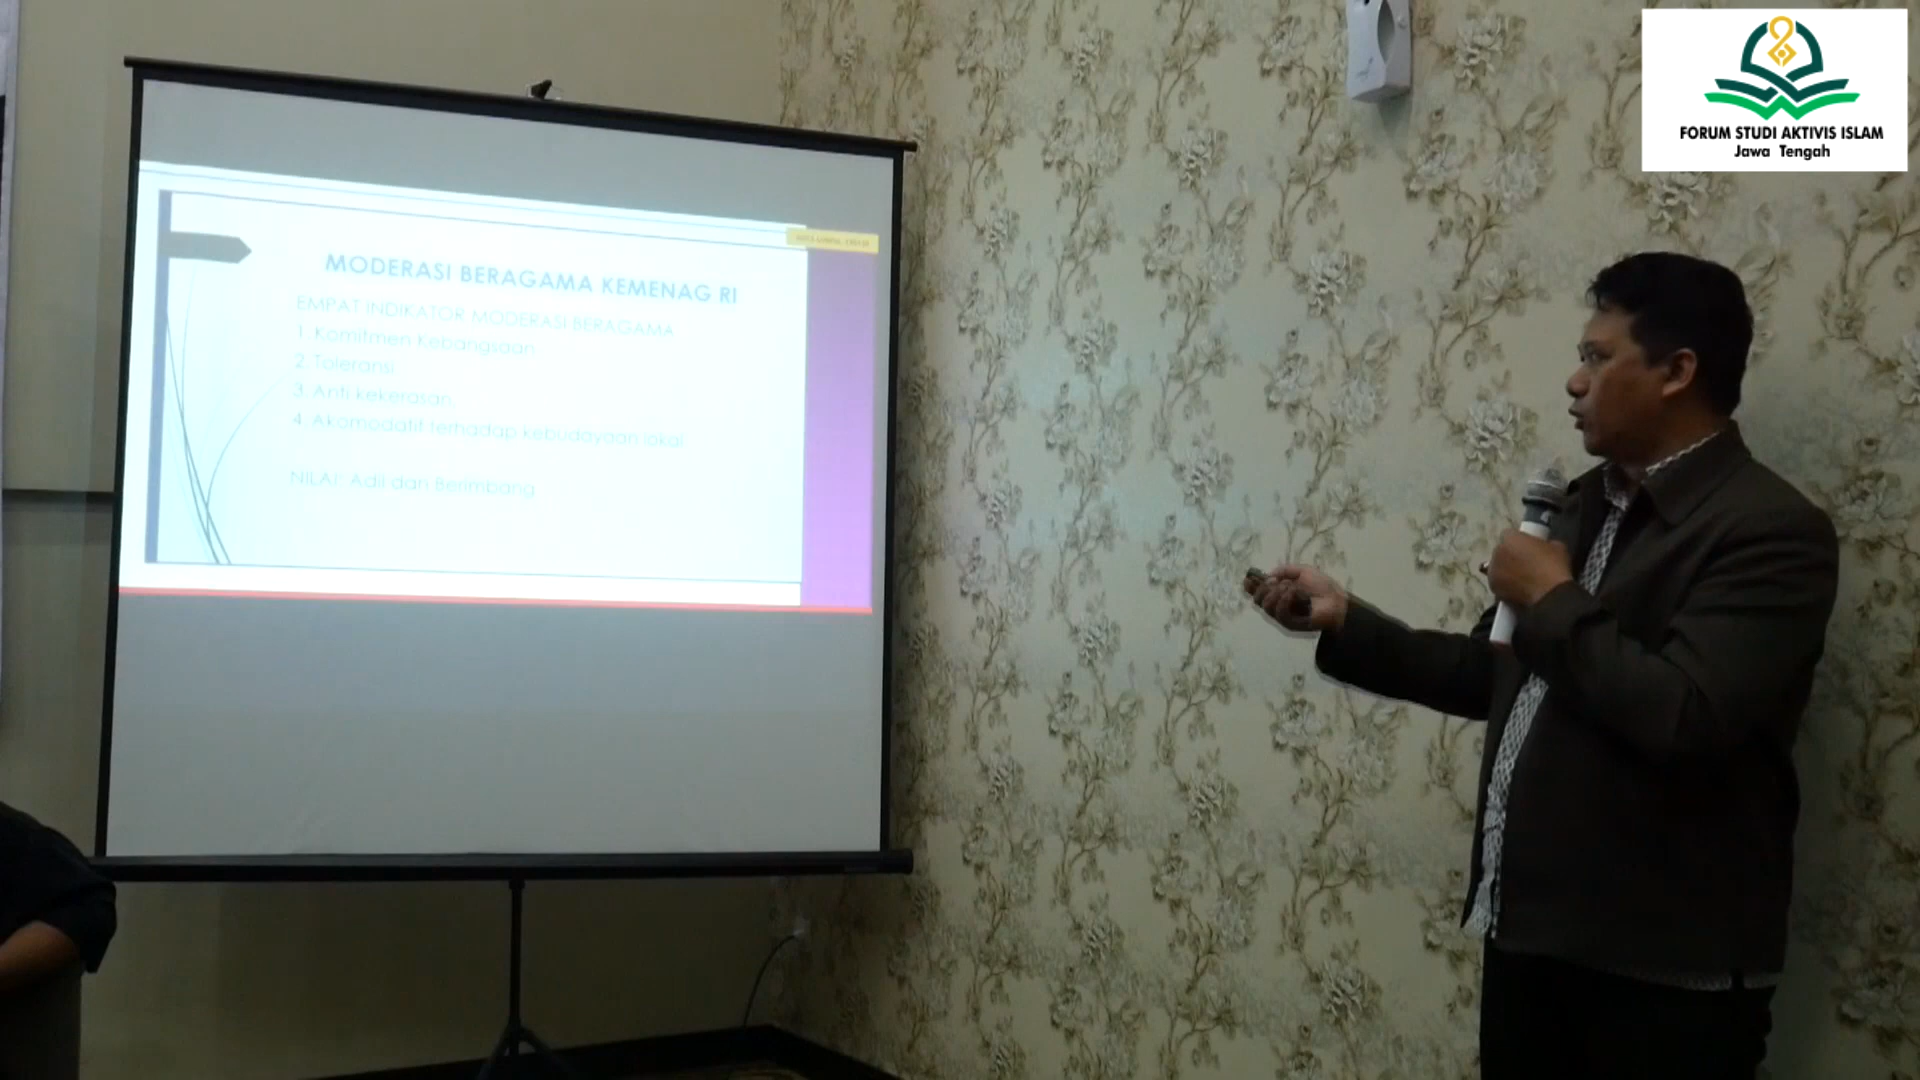 FORUM STUDI AKTIVIS ISLAM
Jawa Tengah
MODERASI BERAGAMA KEMENAG RI
EMPAT INDIKATOR MODERASI BERAGAMA
1. Komitmen Kebangsaan
2. Toleransi
3. Anti kekerasan
4. Akomodatif terhadap kebudayaan lokal
NILAI: Adil dan Berimbang